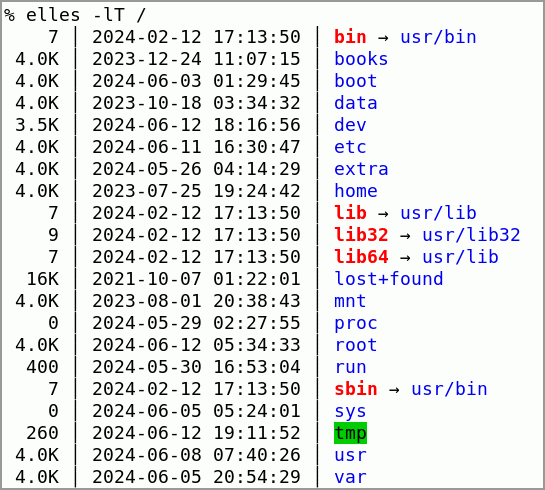 % elles -lT /
7 │ 2024-02-12 17:13:50 │ bin → usr/bin
4.0K │ 2023-12-24 11:07:15 │ books
4.0K │ 2024-06-03 01:29:45 │ boot
4.0K │ 2023-10-18 03:34:32 │ data
3.5K │ 2024-06-12 18:16:56 │ dev
4.0K │ 2024-06-11 16:30:47 │ etc
4.0K │ 2024-05-26 04:14:29 │ extra
4.0K │ 2023-07-25 19:24:42 │ home
7 │ 2024-02-12 17:13:50 │ lib → usr/lib
9 │ 2024-02-12 17:13:50 │ lib32 → usr/lib32
7 │ 2024-02-12 17:13:50 │ lib64 → usr/lib
16K │ 2021-10-07 01:22:01 │ lost+found
4.0K │ 2023-08-01 20:38:43 │ mnt
0 │ 2024-05-29 02:27:55 │ proc
4.0K │ 2024-06-12 05:34:33 │ root
400 │ 2024-05-30 16:53:04 │ run
7 │ 2024-02-12 17:13:50 │ sbin → usr/bin
0 │ 2024-06-05 05:24:01 │ sys
260 │ 2024-06-12 19:11:52 │ tmp
4.0K │ 2024-06-08 07:40:26 │ usr
4.0K │ 2024-06-05 20:54:29 │ var